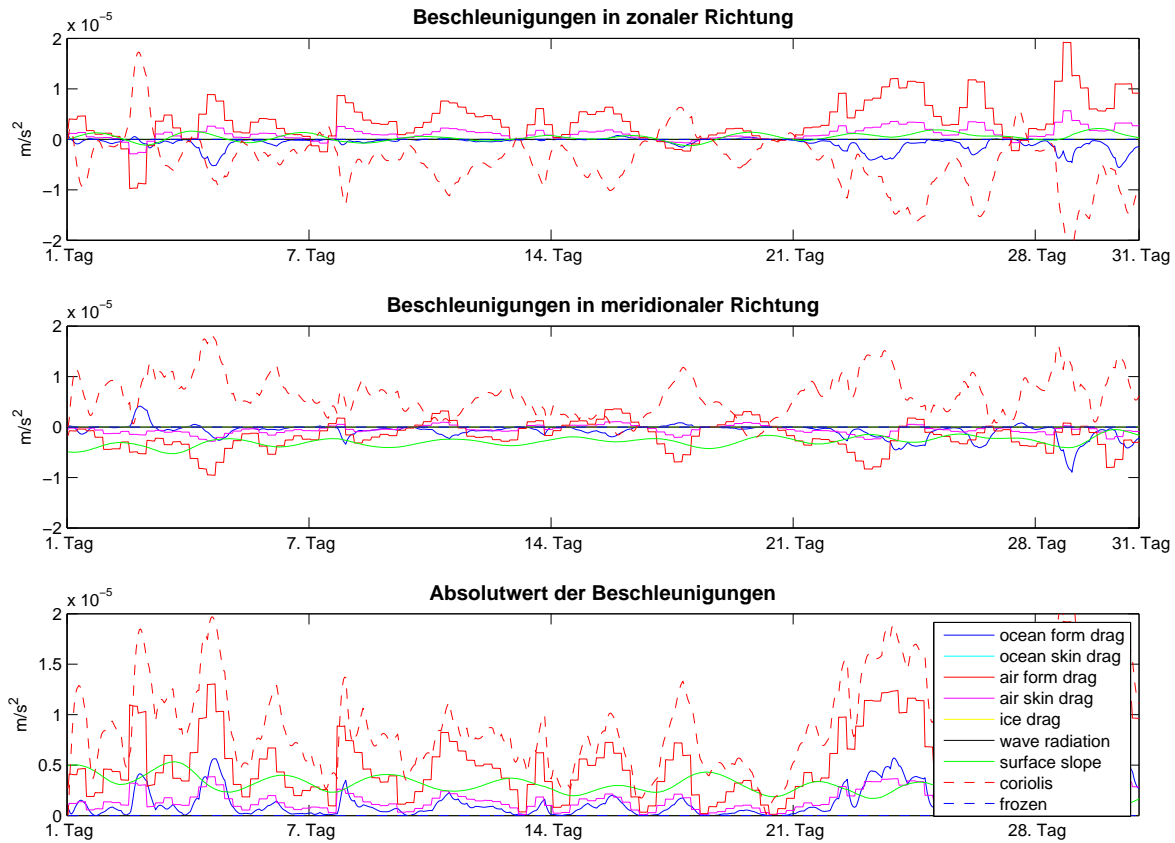 Beschleunigungen in zonaler Richtung
x 10⁻⁵
2
1
0
−1
−2
m/s²
1. Tag 7. Tag 14. Tag 21. Tag 28. Tag 31. Tag
Beschleunigungen in meridionaler Richtung
x 10⁻⁵
2
1
0
−1
−2
m/s²
1. Tag 7. Tag 14. Tag 21. Tag 28. Tag 31. Tag
Absolutwert der Beschleunigungen
x 10⁻⁵
2
1.5
1
0.5
0
m/s²
1. Tag 7. Tag 14. Tag 21. Tag 28. Tag
ocean form drag
ocean skin drag
air form drag
air skin drag
ice drag
wave radiation
surface slope
coriolis
frozen